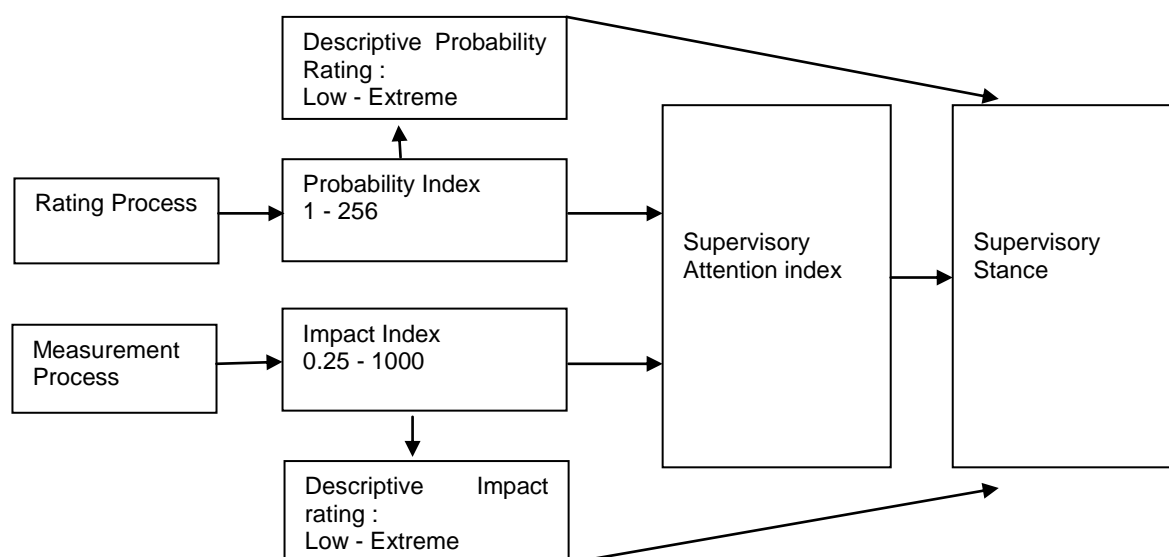 Descriptive Probability
Rating :
Low - Extreme
Rating Process
Probability Index
1 - 256
Supervisory
Attention index
Supervisory
Stance
Measurement
Process
Impact Index
0.25 - 1000
Descriptive Impact
rating :
Low - Extreme